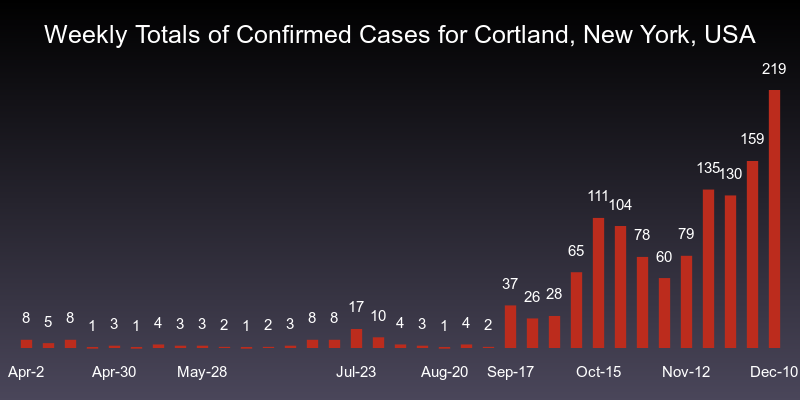 Weekly Totals of Confirmed Cases for Cortland, New York, USA
8 5 8 1 3 1 4 3 3 2 1 2 3 8 8 17 10 4 3 1 4 2 37 26 28 65 111 104 78 60 79 135 130 159 219
Apr-2 Apr-30 May-28 Jul-23 Aug-20 Sep-17 Oct-15 Nov-12 Dec-10